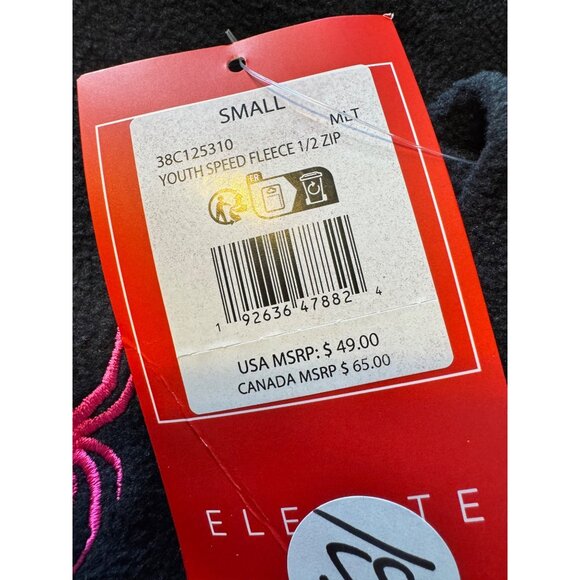 SMALL
38C125310 MLT
YOUTH SPEED FLEECE 1/2 ZIP
FR
1 92636 47882 4
USA MSRP: $ 49.00
CANADA MSRP $ 65.00
ELE TE